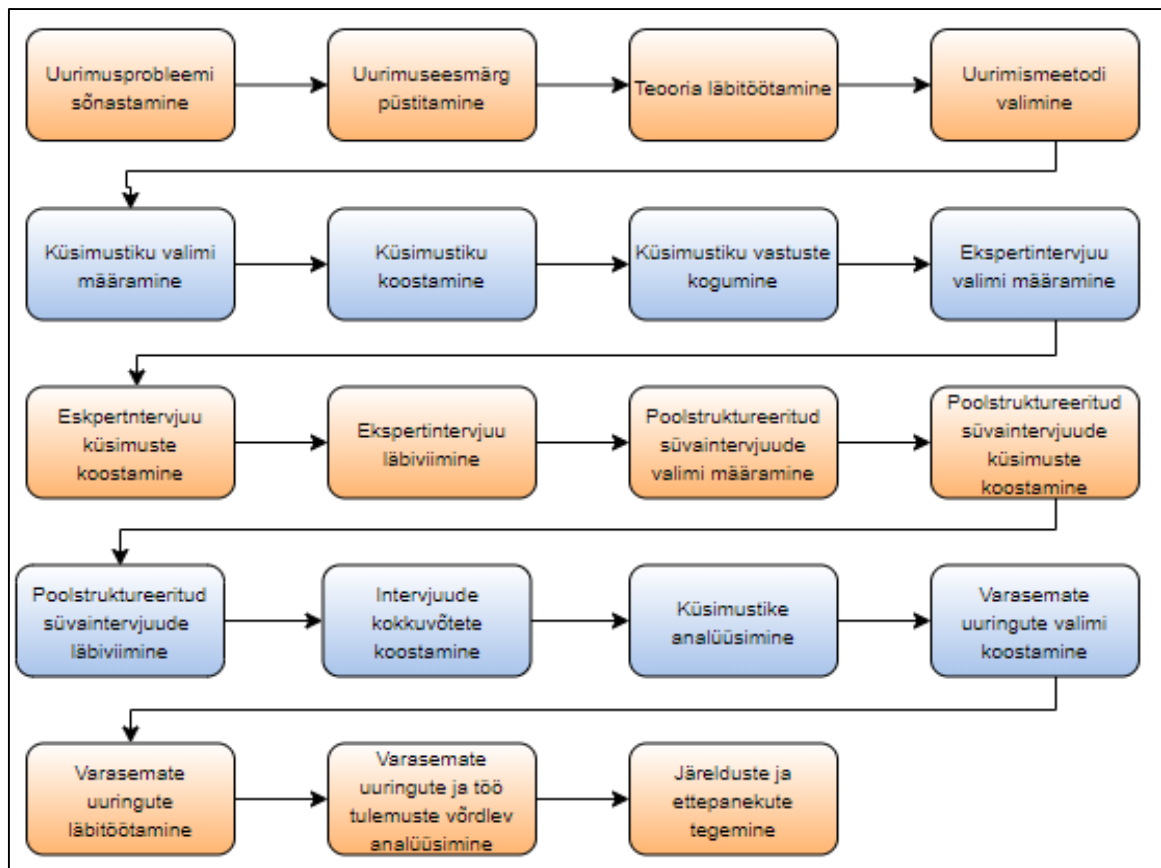 Uurimusprobleemi
sõnastamine
Uurimuseesmärg
püstitamine
Teooria läbitöötamine
Uurimismeetodi
valimine
Küsimustiku valimi
määramine
Küsimustiku
koostamine
Küsimustiku vastuste
kogumine
Ekspertintervjuu
valimi määramine
Eskpertntervjuu
küsimuste
koostamine
Ekspertintervjuu
läbiviimine
Poolstruktureeritud
süvaintervjuude
valimi määramine
Poolstruktureeritud
süvaintervjuude
küsimuste
koostamine
Poolstruktureeritud
süvaintervjuude
läbiviimine
Intervjuude
kokkuvõtete
koostamine
Küsimustike
analüüsimine
Varasemate
uuringute valimi
koostamine
Varasemate
uuringute
läbitöötamine
Varasemate
uuringute ja töö
tulemuste võrdlev
analüüsimine
Järelduste ja
ettepanekute
tegemine